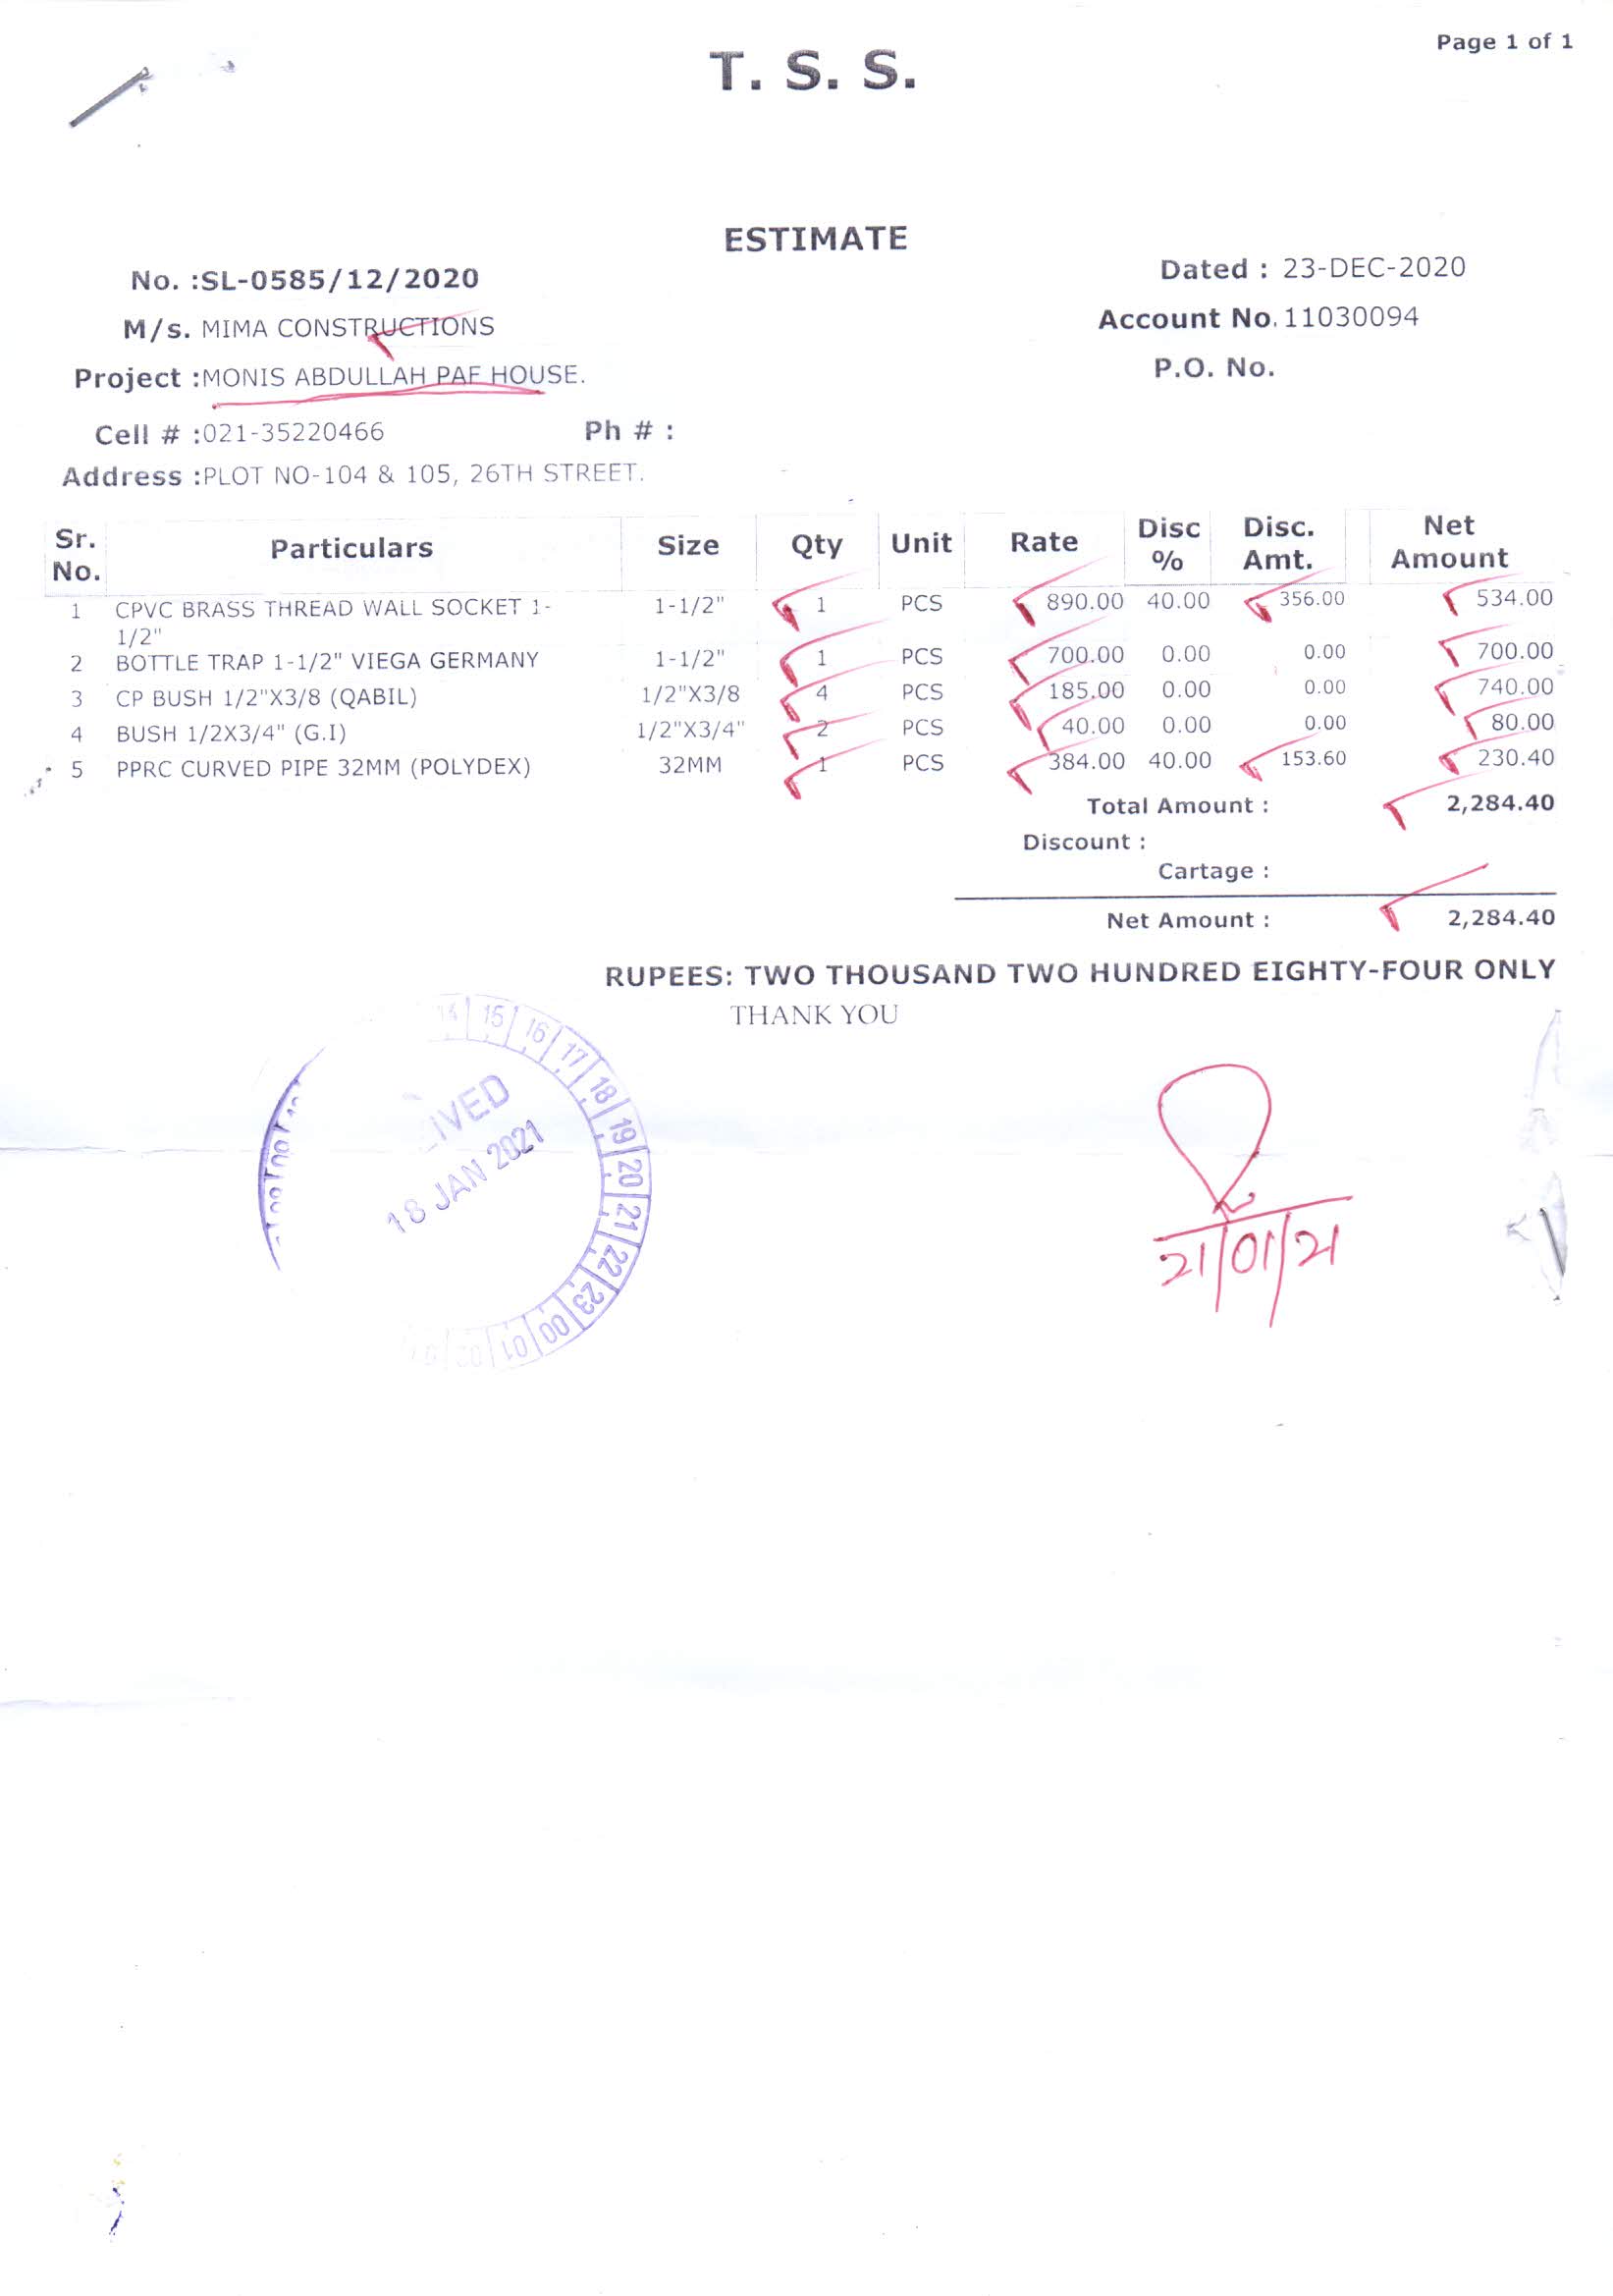 Page 1 of 1
T. S. S.
ESTIMATE
No. :SL-0585/12/2020
Dated : 23-DEC-2020
M/s. MIMA CONSTRUCTIONS
Account No. 11030094
Project :MONIS ABDULLAH PAF HOUSE.
P.O. No.
Cell # :021-35220466 Ph # :
Address :PLOT NO-104 & 105, 26TH STREET.
Sr. No. Particulars Size Qty Unit Rate Disc % Disc. Amt. Net Amount
1 CPVC BRASS THREAD WALL SOCKET 1- 1-1/2" 1 PCS 890.00 40.00 356.00 534.00
1/2"
2 BOTTLE TRAP 1-1/2" VIEGA GERMANY 1-1/2" 1 PCS 700.00 0.00 0.00 700.00
3 CP BUSH 1/2"X3/8 (QABIL) 1/2"X3/8 4 PCS 185.00 0.00 0.00 740.00
4 BUSH 1/2X3/4" (G.I) 1/2"X3/4" 2 PCS 40.00 0.00 0.00 80.00
5 PPRC CURVED PIPE 32MM (POLYDEX) 32MM 1 PCS 384.00 40.00 153.60 230.40
Total Amount : 2,284.40
Discount :
Cartage :
Net Amount : 2,284.40
RUPEES: TWO THOUSAND TWO HUNDRED EIGHTY-FOUR ONLY
THANK YOU
14 15 16 17 18 19 20 21 22 23 00 01 02
IVED
18 JAN 2021
21/01/21